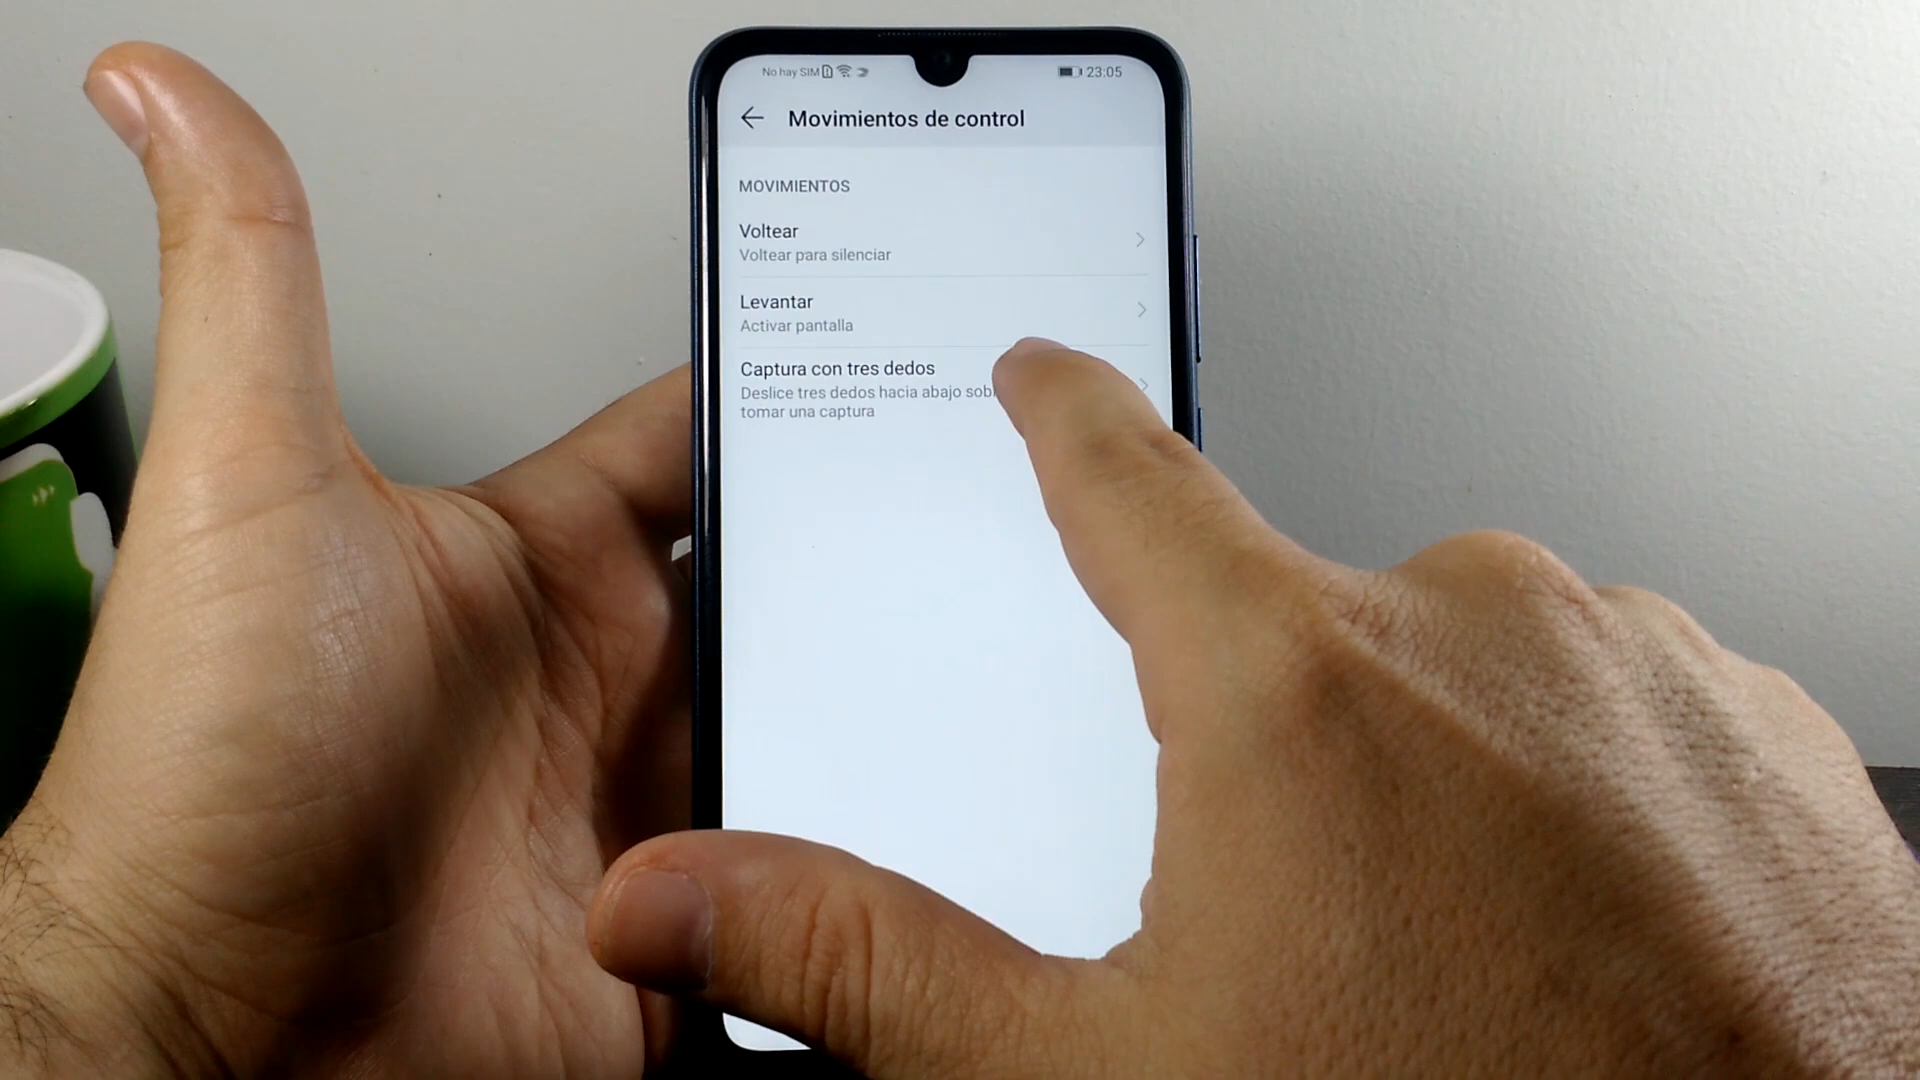 No hay SIM 23:05
Movimientos de control
MOVIMIENTOS
Voltear
Voltear para silenciar
Levantar
Activar pantalla
Captura con tres dedos
Deslice tres dedos hacia abajo
tomar una captura